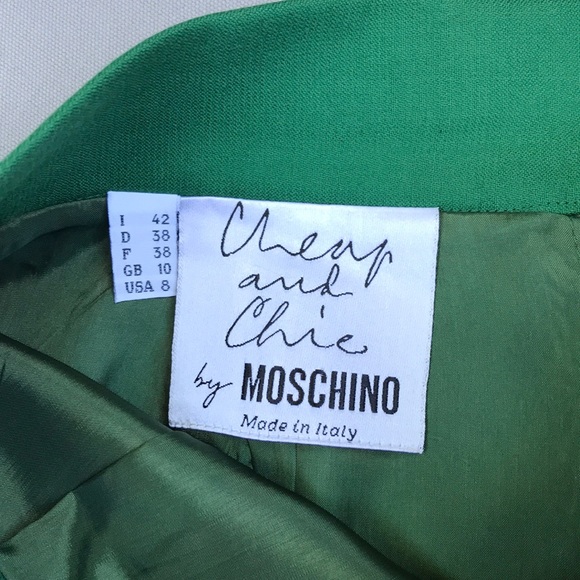 I 42
D 38
F 38
GB 10
USA 8
Cheap
and
Chic
by MOSCHINO
Made in Italy